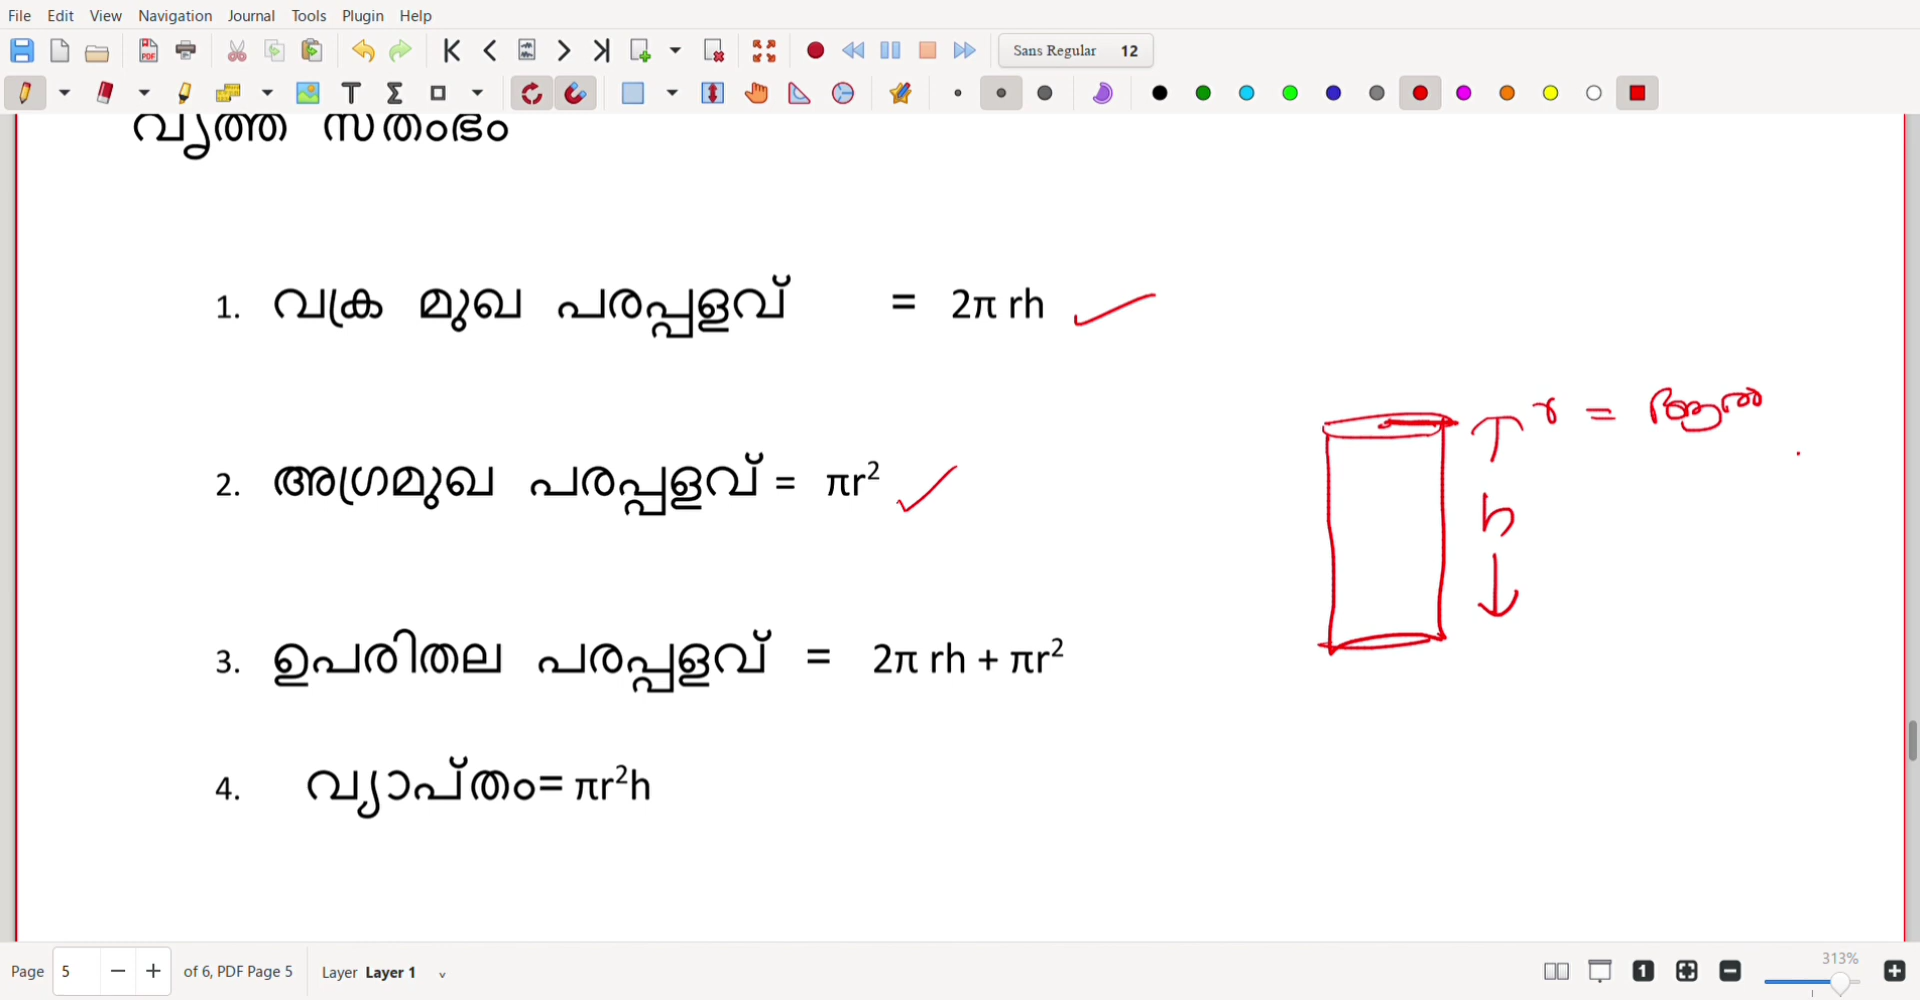 File Edit View Navigation Journal Tools Plugin Help
Sans Regular 12
വൃത്ത സ്തംഭം
1. വക്ര മുഖ പരപ്പളവ് = 2π rh
r =
2. അഗ്രമുഖ പരപ്പളവ് = πr²
h
3. ഉപരിതല പരപ്പളവ് = 2π rh + πr²
4. വ്യാപ്തം= πr²h
Page 5 of 6, PDF Page 5 Layer Layer 1 313%